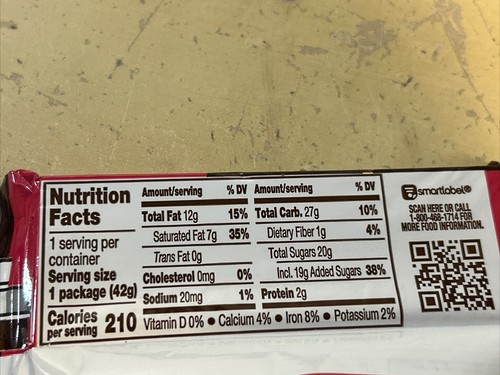 Nutrition
Facts
1 serving per
container
Serving size
1 package (42g)
Calories
per serving 210
Amount/serving % DV
Total Fat 12g 15%
Saturated Fat 7g 35%
Trans Fat 0g
Cholesterol 0mg 0%
Sodium 20mg 1%
Amount/serving % DV
Total Carb. 27g 10%
Dietary Fiber 1g 4%
Total Sugars 20g
Incl. 19g Added Sugars 38%
Protein 2g
Vitamin D 0% • Calcium 4% • Iron 8% • Potassium 2%
smartlabel®
SCAN HERE OR CALL
1-800-468-1714 FOR
MORE FOOD INFORMATION.